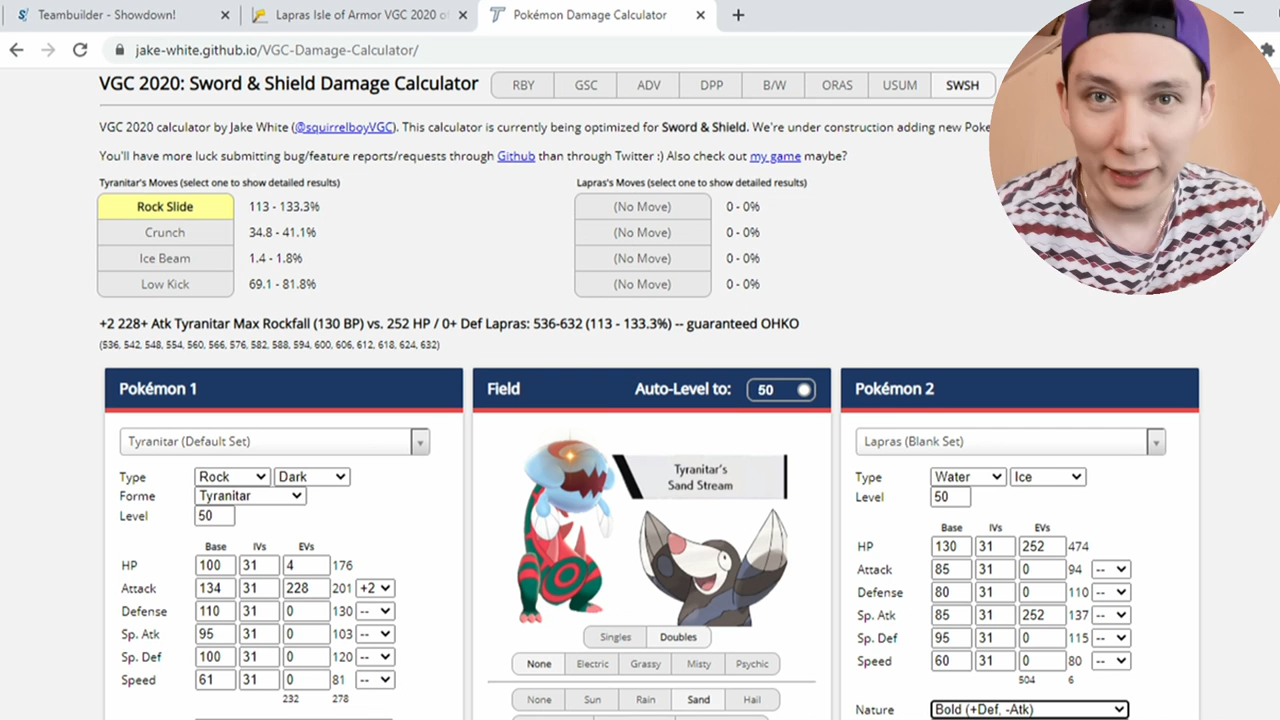 Teambuilder - Showdown!
Lapras Isle of Armor VGC 2020
Pokémon Damage Calculator
jake-white.github.io/VGC-Damage-Calculator/
VGC 2020: Sword & Shield Damage Calculator
RBY GSC ADV DPP B/W ORAS USUM SWSH
VGC 2020 calculator by Jake White (@squirrelboyVGC). This calculator is currently being optimized for Sword & Shield. We're under construction adding new
You'll have more luck submitting bug/feature reports/requests through Github than through Twitter :) Also check out my game maybe?
Tyranitar's Moves (select one to show detailed results)
Rock Slide 113 - 133.3%
Crunch 34.8 - 41.1%
Ice Beam 1.4 - 1.8%
Low Kick 69.1 - 81.8%
Lapras's Moves (select one to show detailed results)
(No Move) 0 - 0%
(No Move) 0 - 0%
(No Move) 0 - 0%
(No Move) 0 - 0%
+2 228+ Atk Tyranitar Max Rockfall (130 BP) vs. 252 HP / 0+ Def Lapras: 536-632 (113 - 133.3%) -- guaranteed OHKO
(536, 542, 548, 554, 560, 566, 576, 582, 588, 594, 600, 606, 612, 618, 624, 632)
Pokémon 1
Tyranitar (Default Set)
Type Rock Dark
Forme Tyranitar
Level 50
Base IVs EVs
HP 100 31 4 176
Attack 134 31 228 201 +2
Defense 110 31 0 130 --
Sp. Atk 95 31 0 103 --
Sp. Def 100 31 0 120 --
Speed 61 31 0 81 --
232 278
Field Auto-Level to: 50
Tyranitar's
Sand Stream
Singles Doubles
None Electric Grassy Misty Psychic
None Sun Rain Sand Hail
Pokémon 2
Lapras (Blank Set)
Type Water Ice
Level 50
Base IVs EVs
HP 130 31 252 474
Attack 85 31 0 94 --
Defense 80 31 0 110 --
Sp. Atk 85 31 252 137 --
Sp. Def 95 31 0 115 --
Speed 60 31 0 80 --
504 6
Nature Bold (+Def, -Atk)